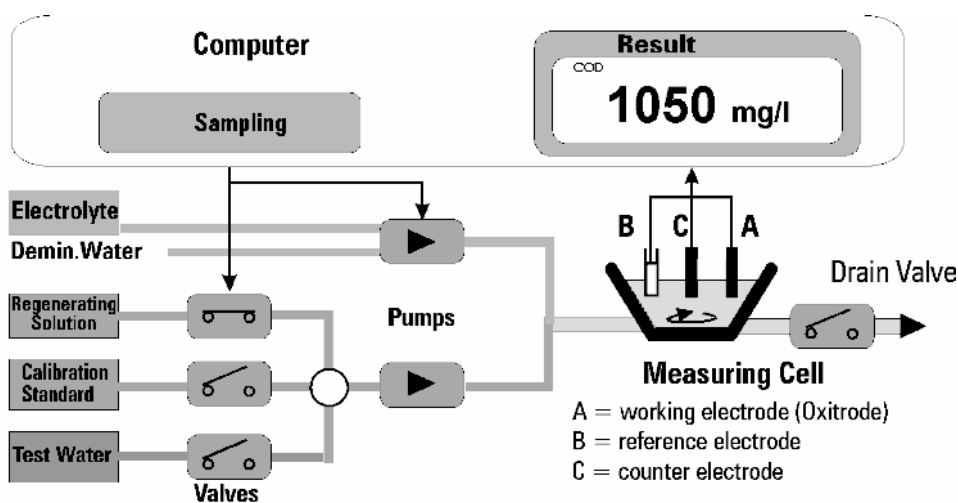 Computer
Result
COD
1050 mg/l
Sampling
Electrolyte
Demin.Water
B
C
A
Drain Valve
Regenerating
Solution
Pumps
Calibration
Standard
Measuring Cell
A = working electrode (Oxitrode)
B = reference electrode
C = counter electrode
Test Water
Valves